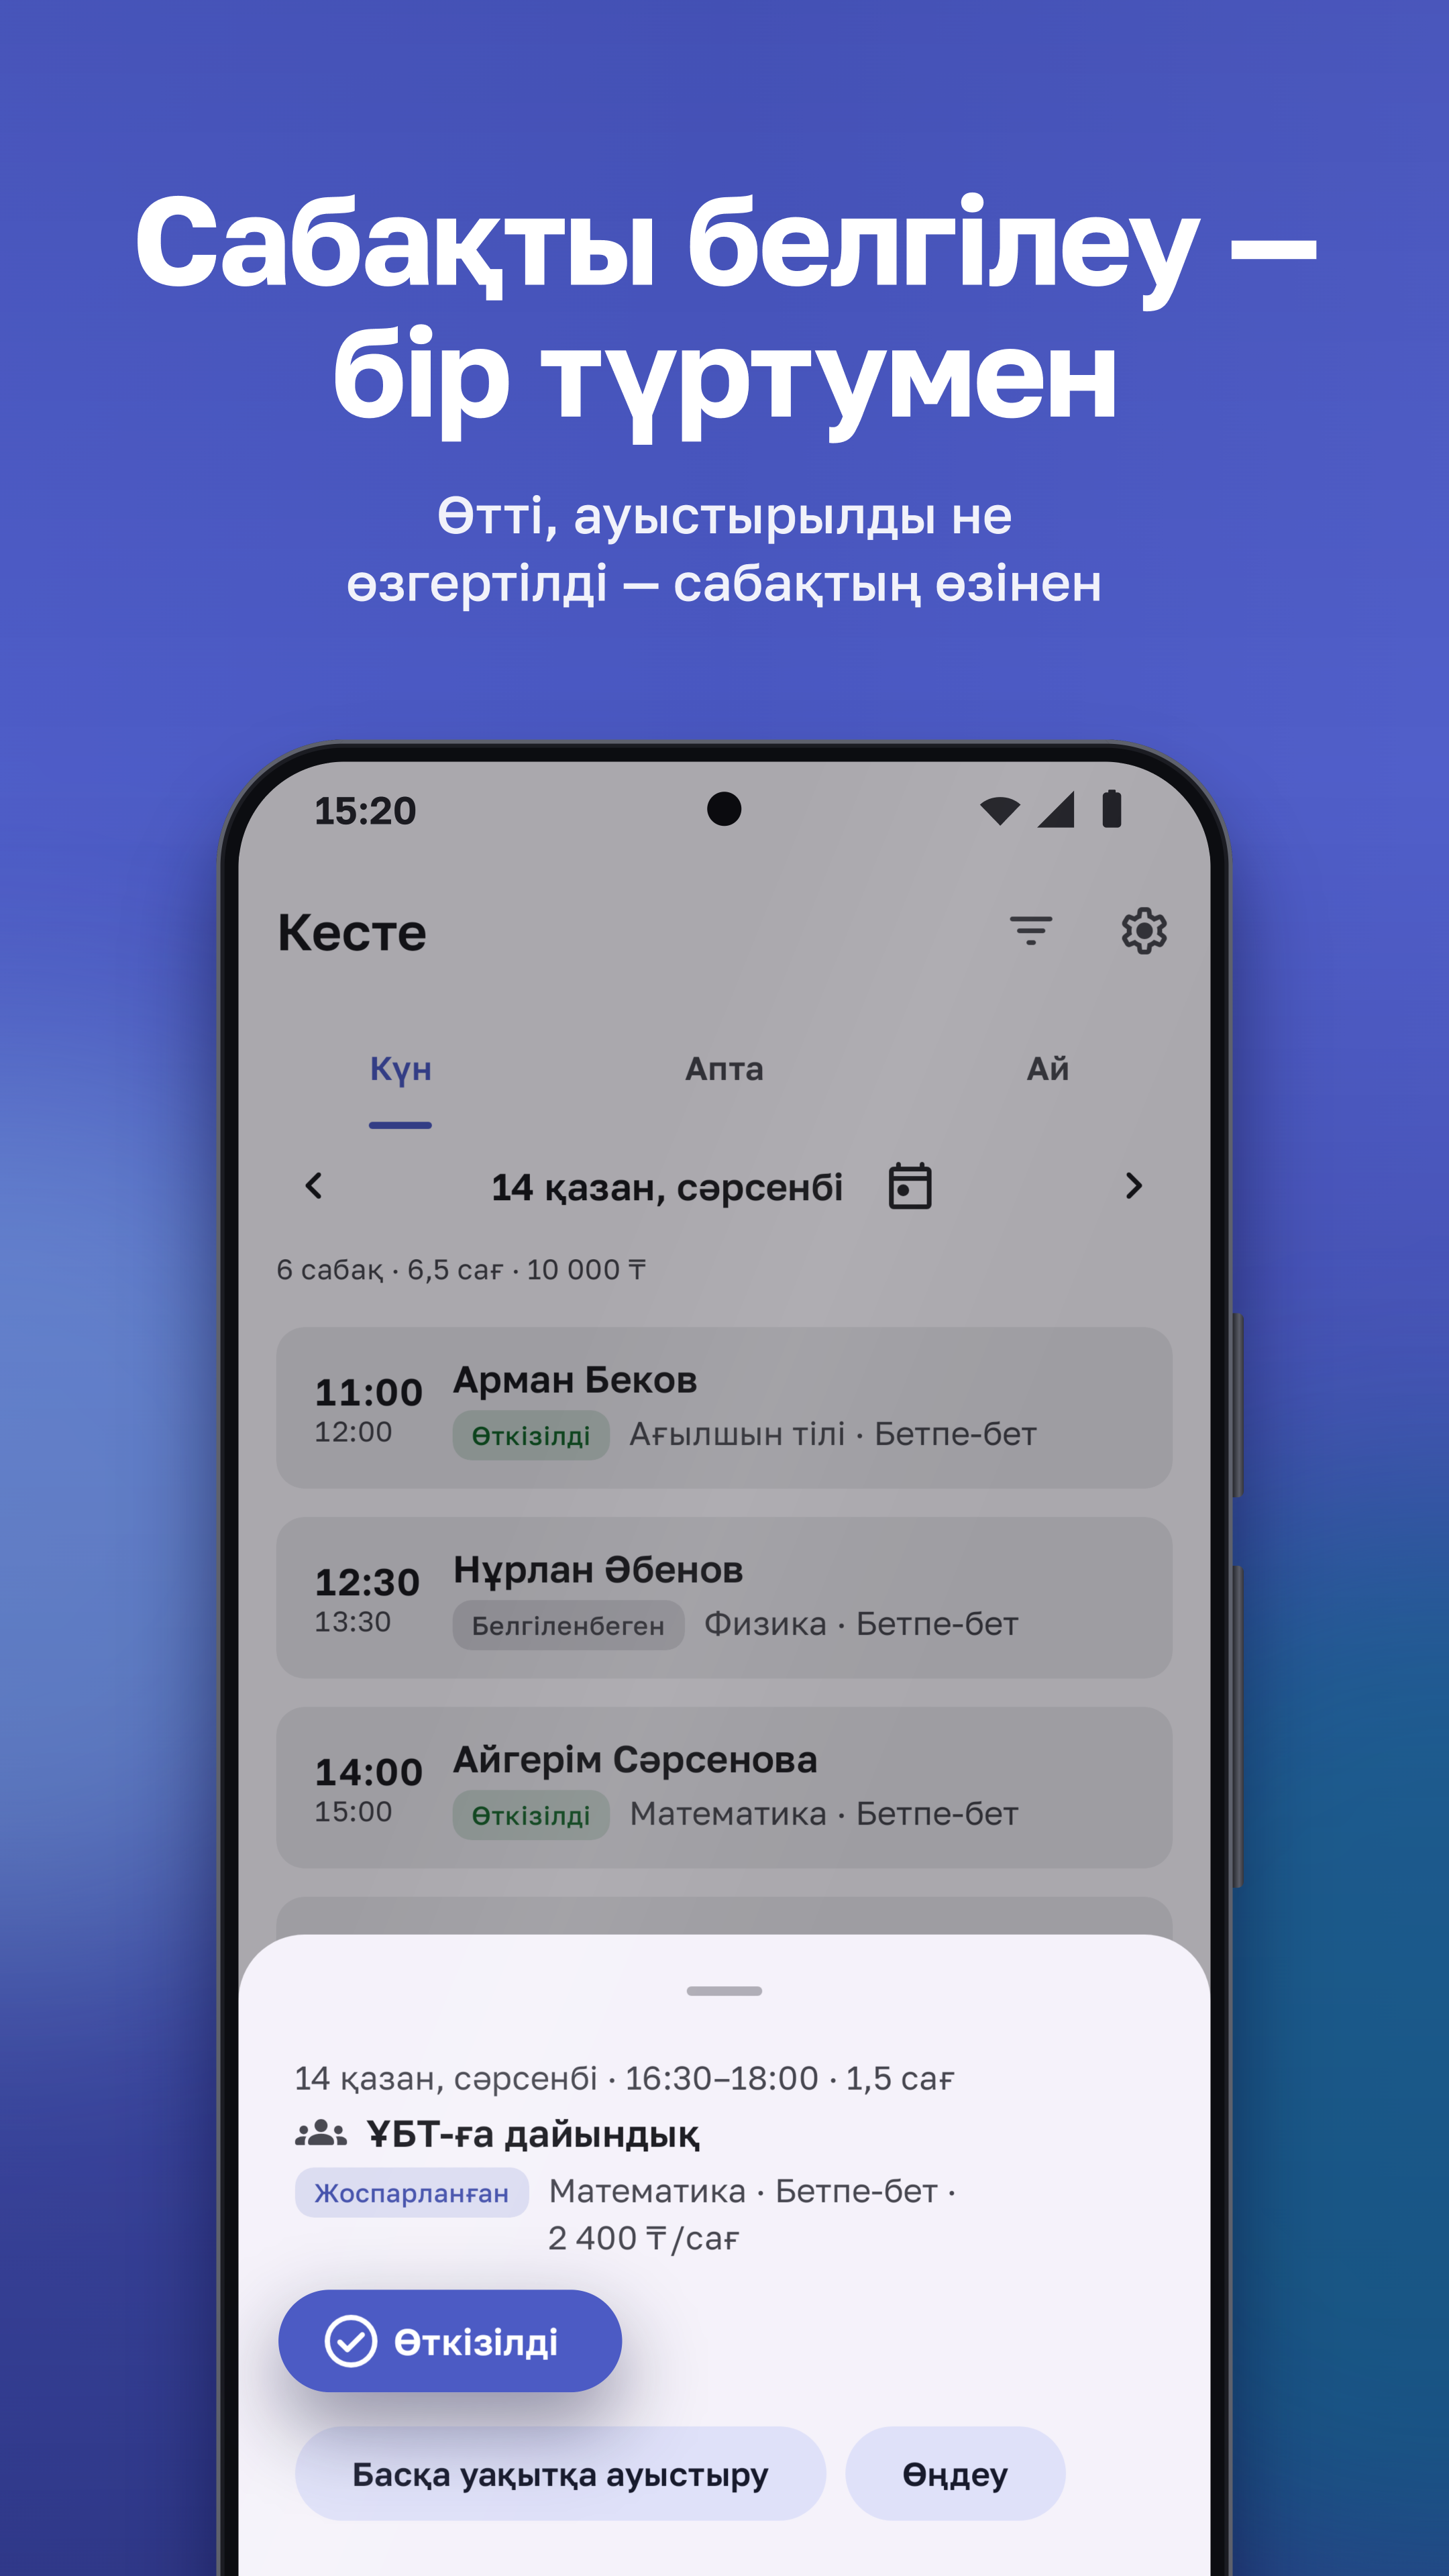 Сабақты белгілеу –
бір түртумен
Өтті, ауыстырылды не
өзгертілді – сабақтың өзінен
15:20
Кесте
Күн
Апта
Ай
14 қазан, сәрсенбі
6 сабақ · 6,5 сағ · 10 000 ₸
11:00
Арман Беков
12:00
Өткізілді
Ағылшын тілі · Бетпе-бет
12:30
Нұрлан Әбенов
13:30
Белгіленбеген
Физика · Бетпе-бет
14:00
Айгерім Сәрсенова
15:00
Өткізілді
Математика · Бетпе-бет
14 қазан, сәрсенбі · 16:30–18:00 · 1,5 сағ
ҰБТ-ға дайындық
Жоспарланған
Математика · Бетпе-бет ·
2 400 ₸/сағ
Өткізілді
Басқа уақытқа ауыстыру
Өңдеу